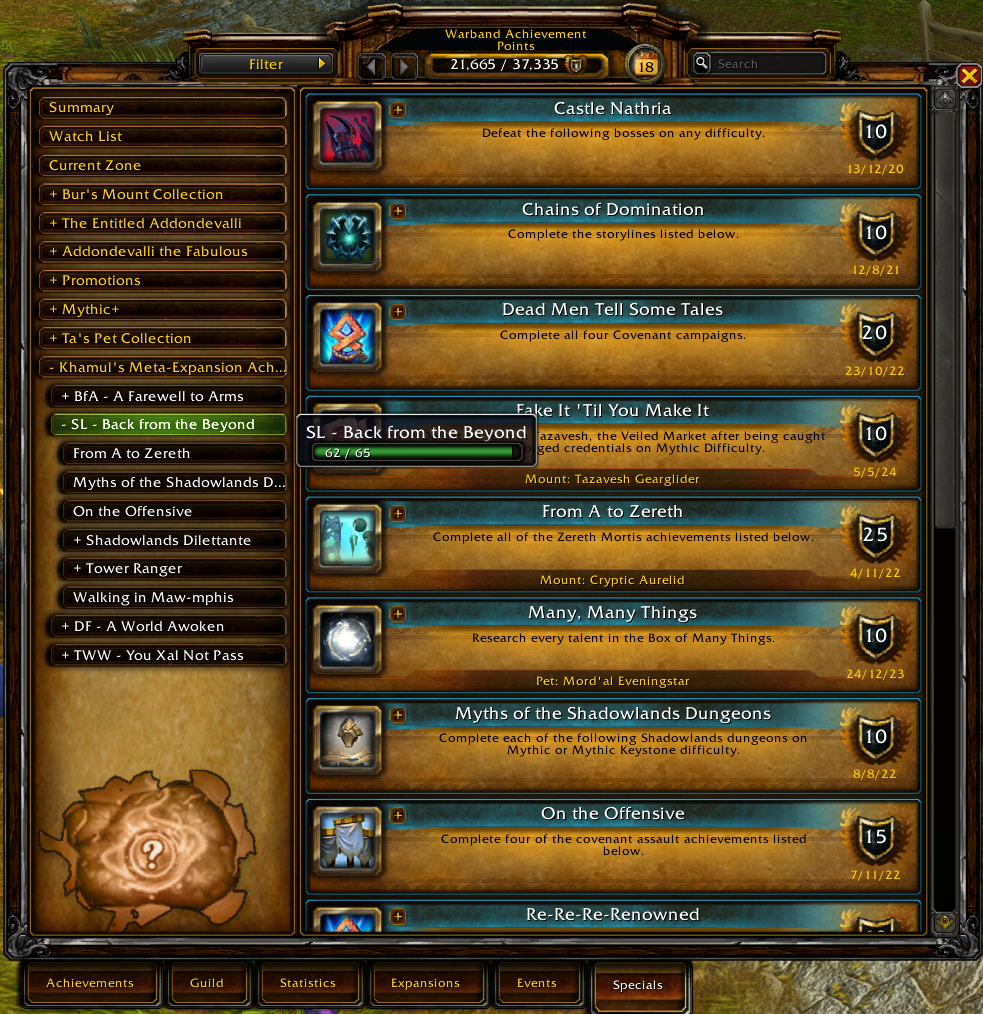 Warband Achievement
Points
Filter
21,665 / 37,335
18
Search
Summary
Watch List
Current Zone
+ Bur's Mount Collection
+ The Entitled Addondevalli
+ Addondevalli the Fabulous
+ Promotions
+ Mythic+
+ Ta's Pet Collection
- Khamul's Meta-Expansion Ach...
+ BfA - A Farewell to Arms
- SL - Back from the Beyond
From A to Zereth
Myths of the Shadowlands D...
On the Offensive
+ Shadowlands Dilettante
+ Tower Ranger
Walking in Maw-mphis
+ DF - A World Awoken
+ TWW - You Xal Not Pass
?
SL - Back from the Beyond
62 / 65
+ Castle Nathria
Defeat the following bosses on any difficulty.
10
13/12/20
+ Chains of Domination
Complete the storylines listed below.
10
12/8/21
+ Dead Men Tell Some Tales
Complete all four Covenant campaigns.
20
23/10/22
Fake It 'Til You Make It
Tazavesh, the Veiled Market after being caught
credentials on Mythic Difficulty.
10
5/5/24
Mount: Tazavesh Gearglider
+ From A to Zereth
Complete all of the Zereth Mortis achievements listed below.
25
4/11/22
Mount: Cryptic Aurelid
+ Many, Many Things
Research every talent in the Box of Many Things.
10
24/12/23
Pet: Mord'al Eveningstar
+ Myths of the Shadowlands Dungeons
Complete each of the following Shadowlands dungeons on
Mythic or Mythic Keystone difficulty.
10
8/8/22
+ On the Offensive
Complete four of the covenant assault achievements listed
below.
15
7/11/22
+ Re-Re-Re-Renowned
Achievements
Guild
Statistics
Expansions
Events
Specials